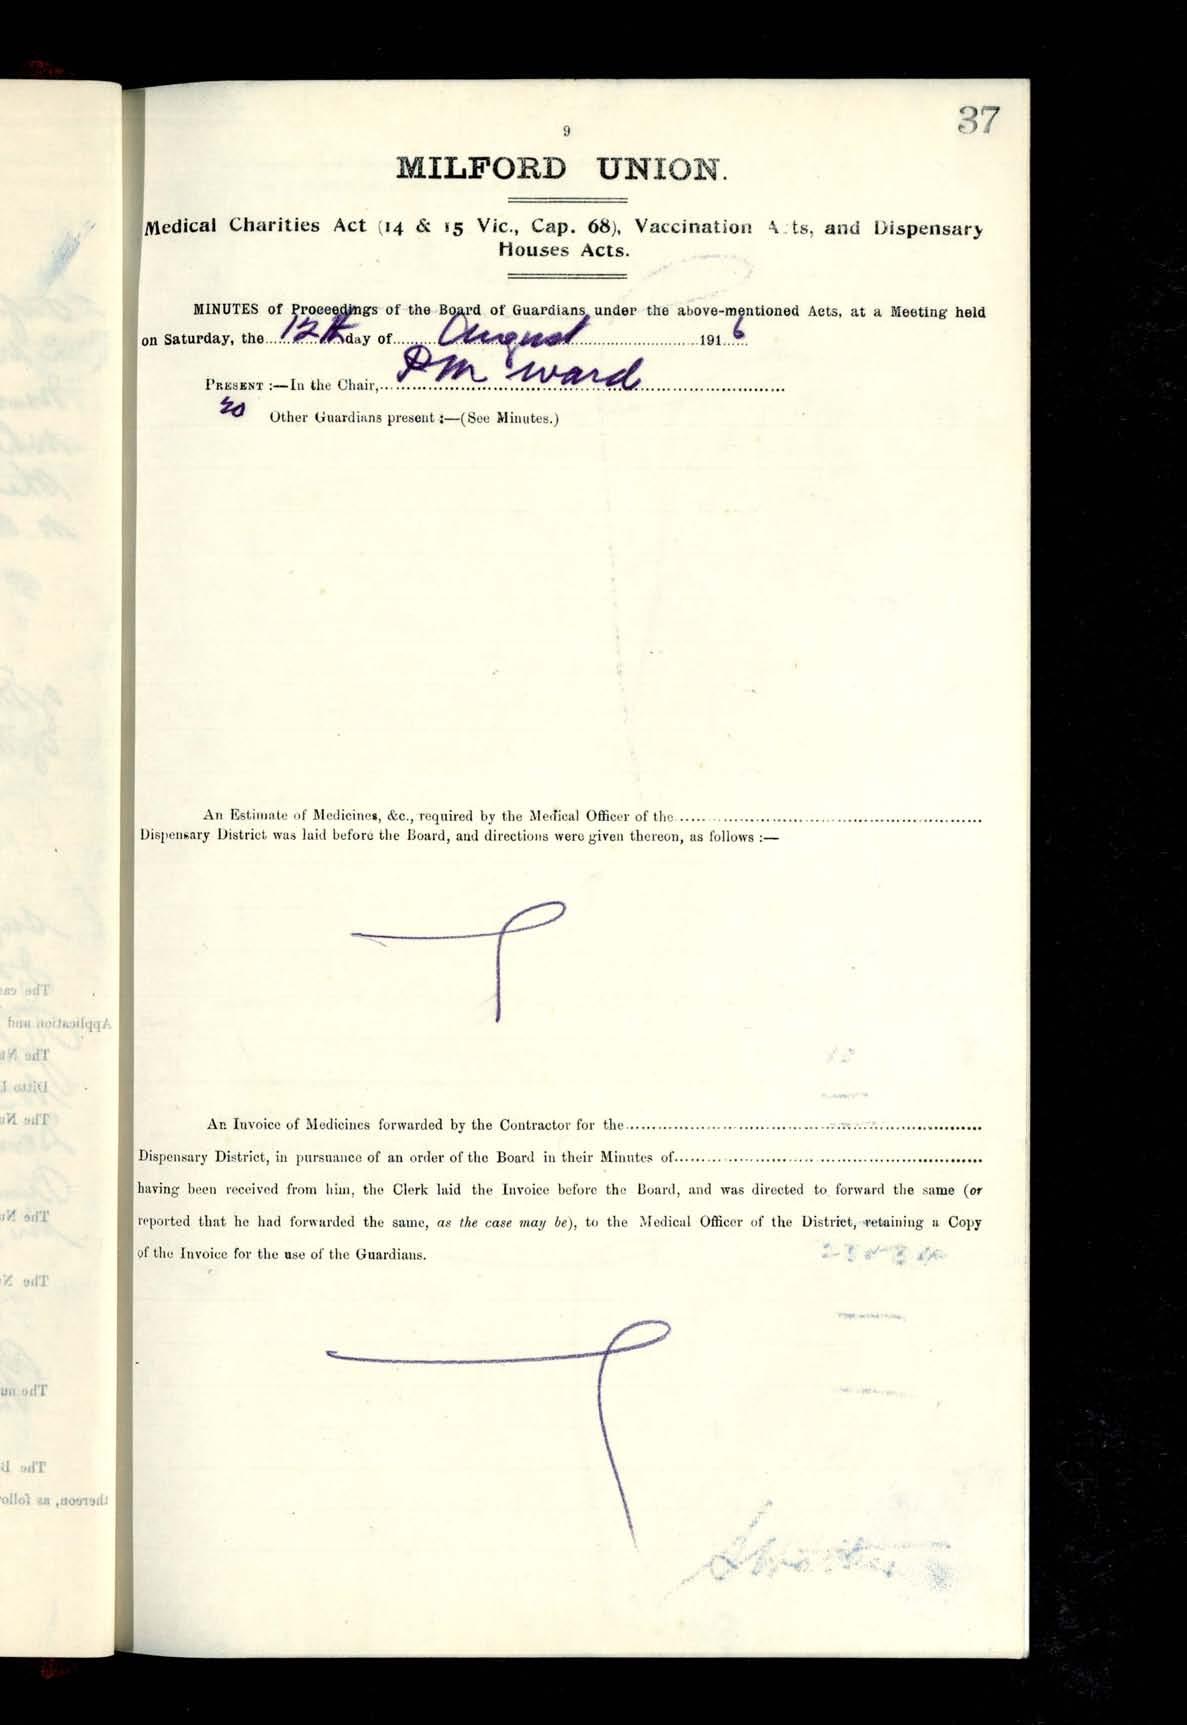 37
9
MILFORD UNION.
Medical Charities Act (14 & 15 Vic., Cap. 68), Vaccination Acts, and Dispensary
Houses Acts.
MINUTES of Proceedings of the Board of Guardians under the above-mentioned Acts, at a Meeting held
on Saturday, the 12th day of August 1916
PRESENT :—In the Chair, P M Ward
20 Other Guardians present :—(See Minutes.)
An Estimate of Medicines, &c., required by the Medical Officer of the
Dispensary District was laid before the Board, and directions were given thereon, as follows :—
An Invoice of Medicines forwarded by the Contractor for the
Dispensary District, in pursuance of an order of the Board in their Minutes of
having been received from him, the Clerk laid the Invoice before the Board, and was directed to forward the same (or
reported that he had forwarded the same, as the case may be), to the Medical Officer of the District, retaining a Copy
of the Invoice for the use of the Guardians.